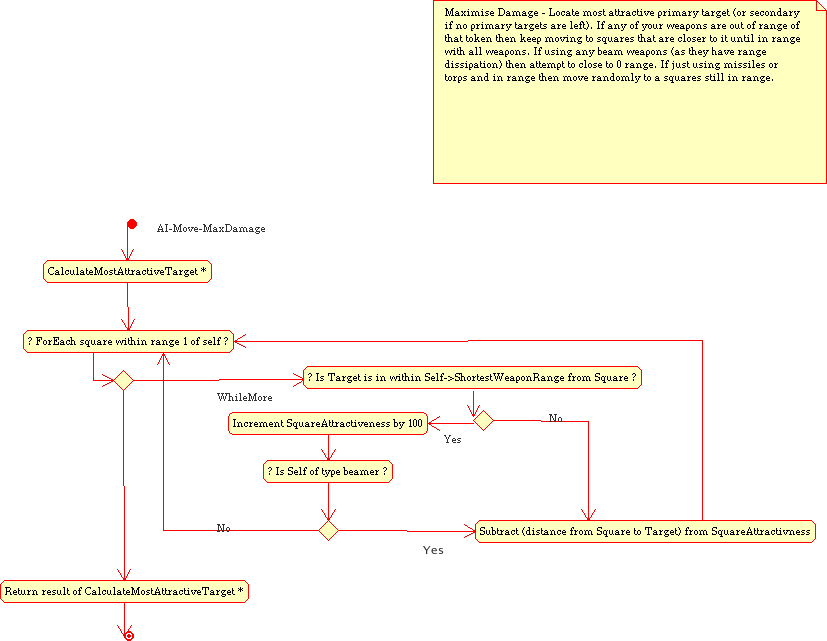 Maximise Damage - Locate most attractive primary target (or secondary
if no primary targets are left). If any of your weapons are out of range of
that token then keep moving to squares that are closer to it until in range
with all weapons. If using any beam weapons (as they have range
dissipation) then attempt to close to 0 range. If just using missiles or
torps and in range then move randomly to a squares still in range.
AI-Move-MaxDamage
CalculateMostAttractiveTarget *
? ForEach square within range 1 of self ?
? Is Target is in within Self->ShortestWeaponRange from Square ?
WhileMore
Increment SquareAttractiveness by 100
No
Yes
? Is Self of type beamer ?
No
Subtract (distance from Square to Target) from SquareAttractivness
Yes
Return result of CalculateMostAttractiveTarget *